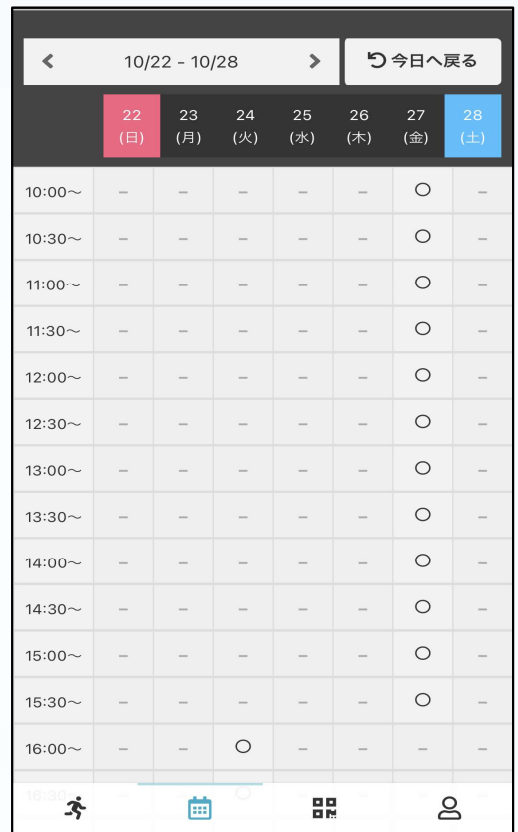 10/22 - 10/28 今日へ戻る
22 23 24 25 26 27 28
(日) (月) (火) (水) (木) (金) (土)
10:00~ - - - - - ○ -
10:30~ - - - - - ○ -
11:00~ - - - - - ○ -
11:30~ - - - - - ○ -
12:00~ - - - - - ○ -
12:30~ - - - - - ○ -
13:00~ - - - - - ○ -
13:30~ - - - - - ○ -
14:00~ - - - - - ○ -
14:30~ - - - - - ○ -
15:00~ - - - - - ○ -
15:30~ - - - - - ○ -
16:00~ - - ○ - - - -
16:30~ - - ○ - - - -